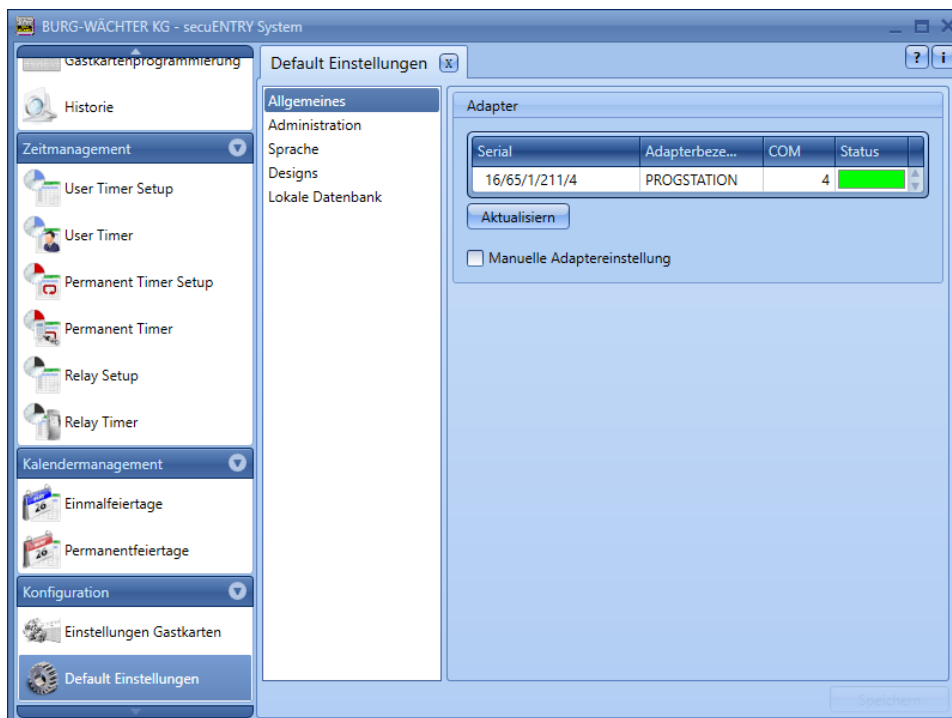 BURG-WÄCHTER KG - secuENTRY System
Gastkartenprogrammierung
Historie
Zeitmanagement
User Timer Setup
User Timer
Permanent Timer Setup
Permanent Timer
Relay Setup
Relay Timer
Kalendermanagement
Einmalfeiertage
Permanentfeiertage
Konfiguration
Einstellungen Gastkarten
Default Einstellungen
Default Einstellungen x
? i
Allgemeines
Administration
Sprache
Designs
Lokale Datenbank
Adapter
Serial Adapterbeze... COM Status
16/65/1/211/4 PROGSTATION 4
Aktualisiern
Manuelle Adaptereinstellung
Speichern